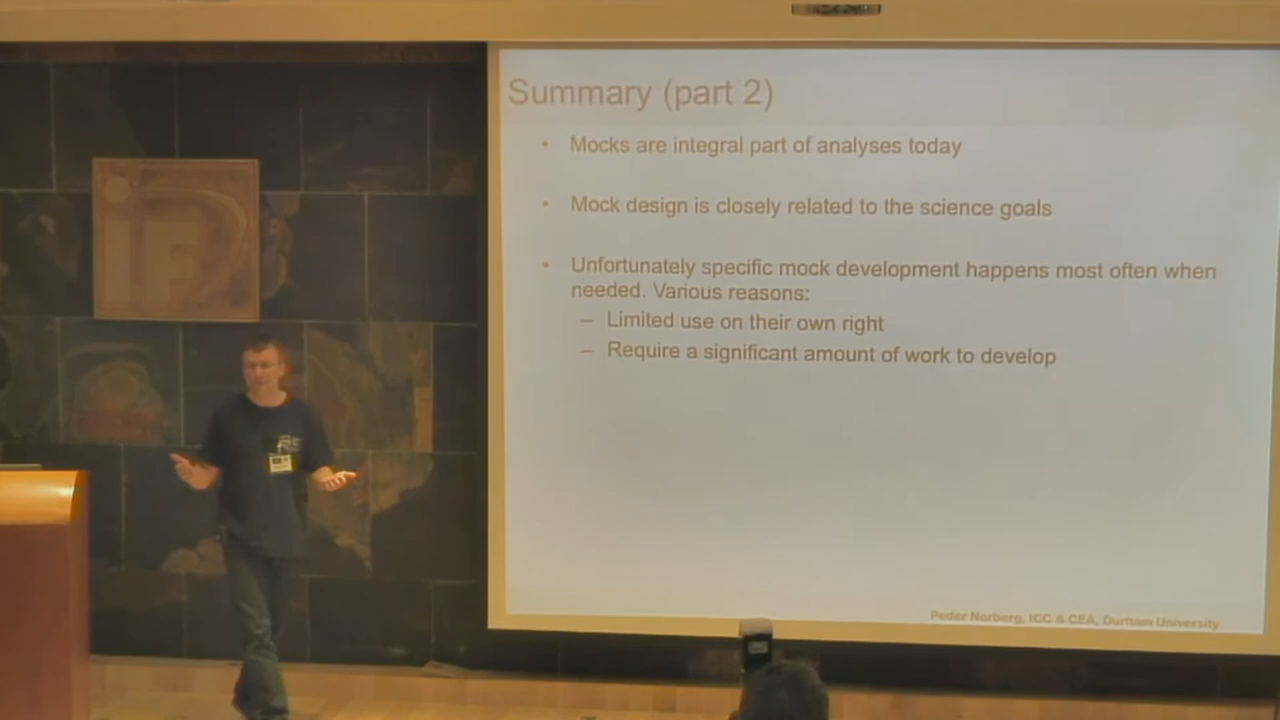 Summary (part 2)
• Mocks are integral part of analyses today
• Mock design is closely related to the science goals
• Unfortunately specific mock development happens most often when
needed. Various reasons:
– Limited use on their own right
– Require a significant amount of work to develop
Peder Norberg, ICC & CEA, Durham University
iF